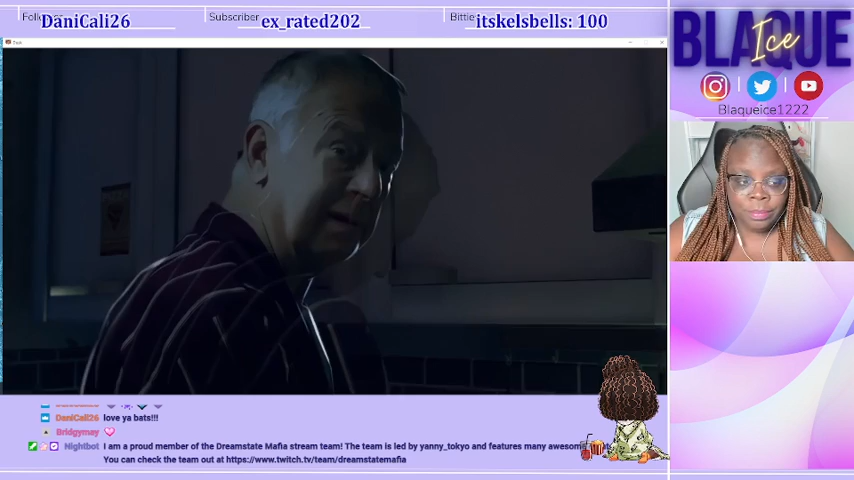 DaniCali26
Subscriber
ex_rated202
itskelsbells: 100
BLAQUE
Ice
Blaqueice1222
DaniCali26 love ya bats!!!
Bridgymay
Nightbot I am a proud member of the Dreamstate Mafia stream team! The team is led by yanny_tokyo and features many awesome
You can check the team out at https://www.twitch.tv/team/dreamstatemafia